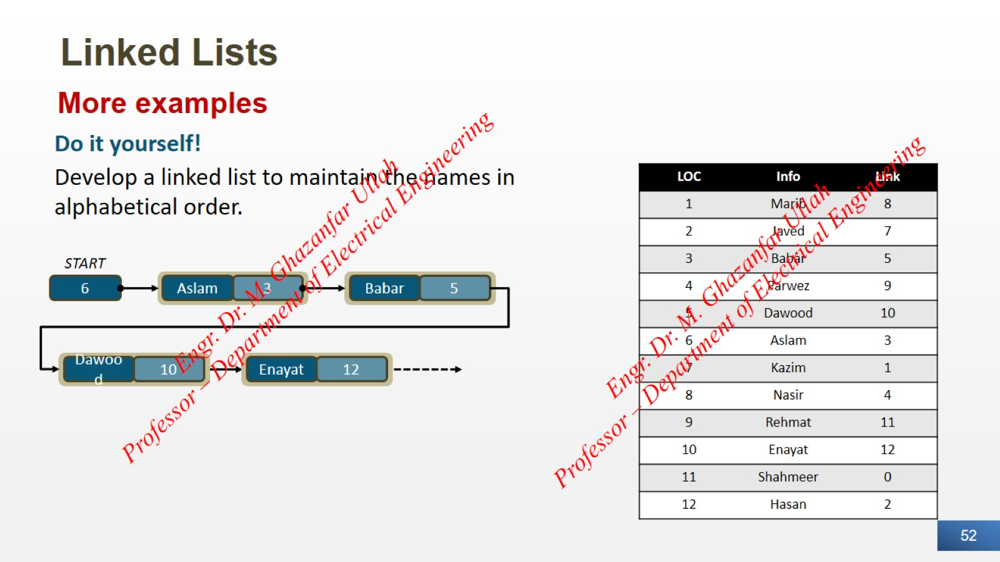 Linked Lists
More examples
Do it yourself!
Develop a linked list to maintain the names in
alphabetical order.
START
6 Aslam 3 Babar 5
Dawoo
d 10 Enayat 12
LOC Info Link
1 Marib 8
2 Javed 7
3 Babar 5
4 Parwez 9
5 Dawood 10
6 Aslam 3
7 Kazim 1
8 Nasir 4
9 Rehmat 11
10 Enayat 12
11 Shahmeer 0
12 Hasan 2
Engr. Dr. M. Ghazanfar Ullah
Professor – Department of Electrical Engineering
Engr. Dr. M. Ghazanfar Ullah
Professor – Department of Electrical Engineering
52